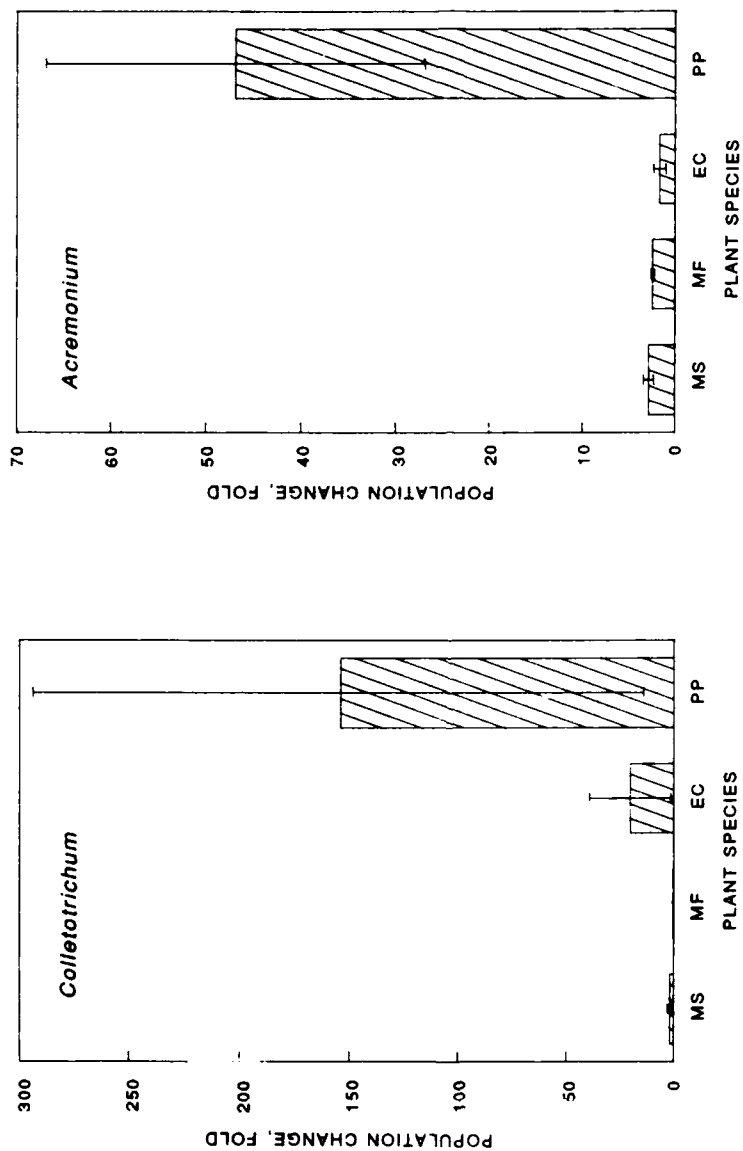 Colletotrichum
POPULATION CHANGE, FOLD
300
250
200
150
100
50
0
MS MF EC PP
PLANT SPECIES
Acremonium
POPULATION CHANGE, FOLD
70
60
50
40
30
20
10
0
MS MF EC PP
PLANT SPECIES